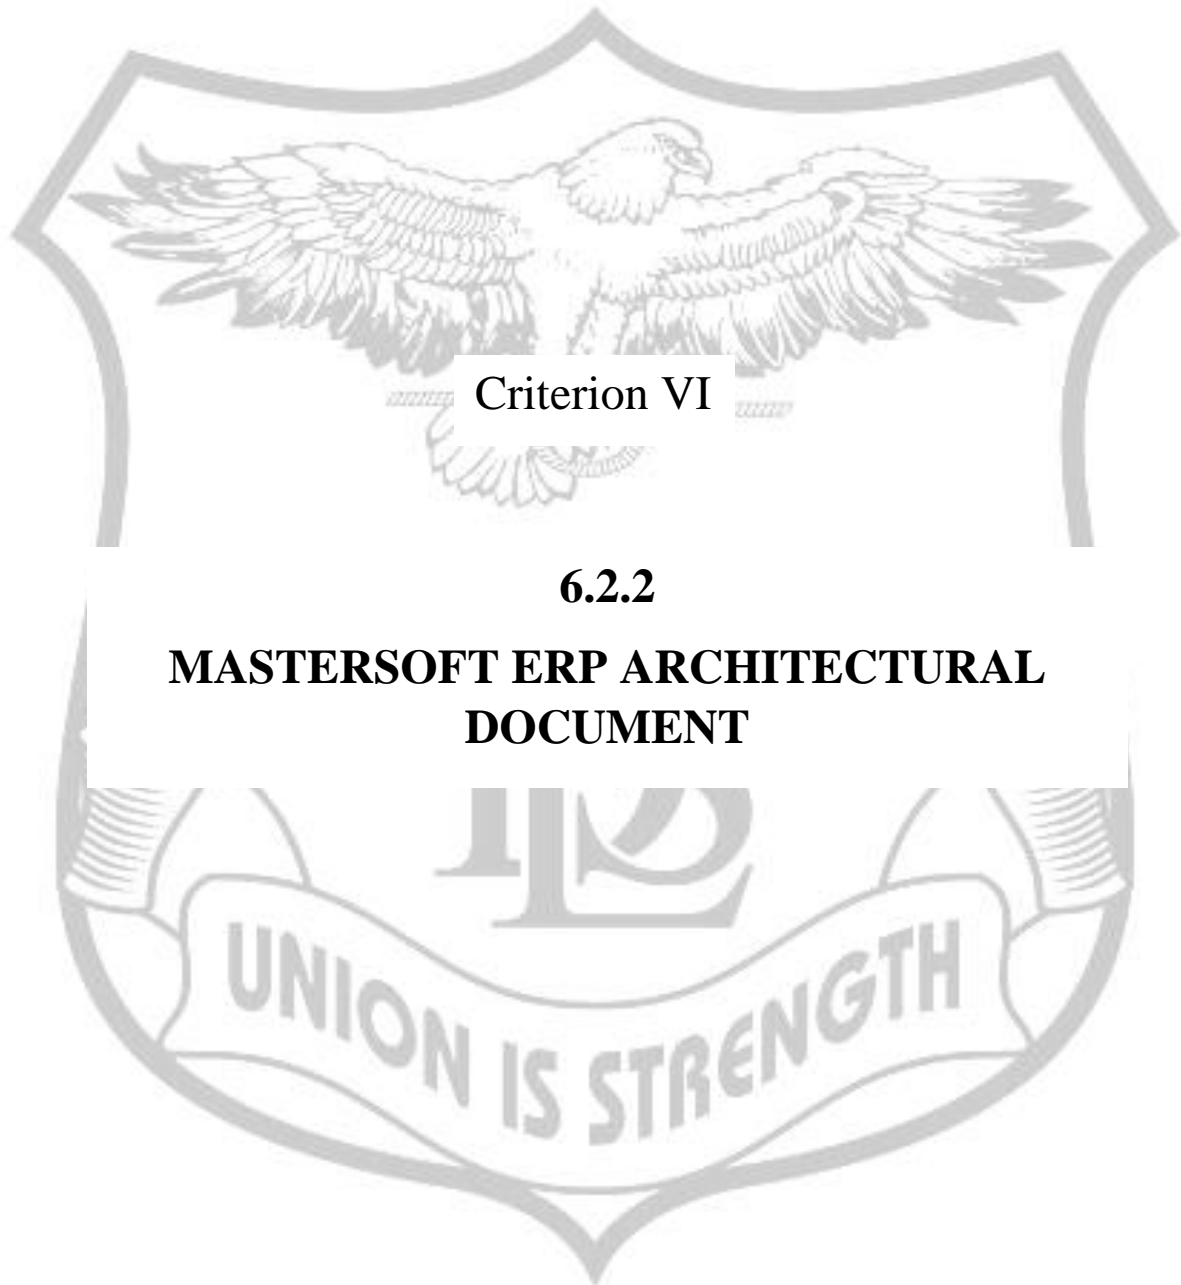 Criterion VI
6.2.2
MASTERSOFT ERP ARCHITECTURAL
DOCUMENT
UNION IS STRENGTH